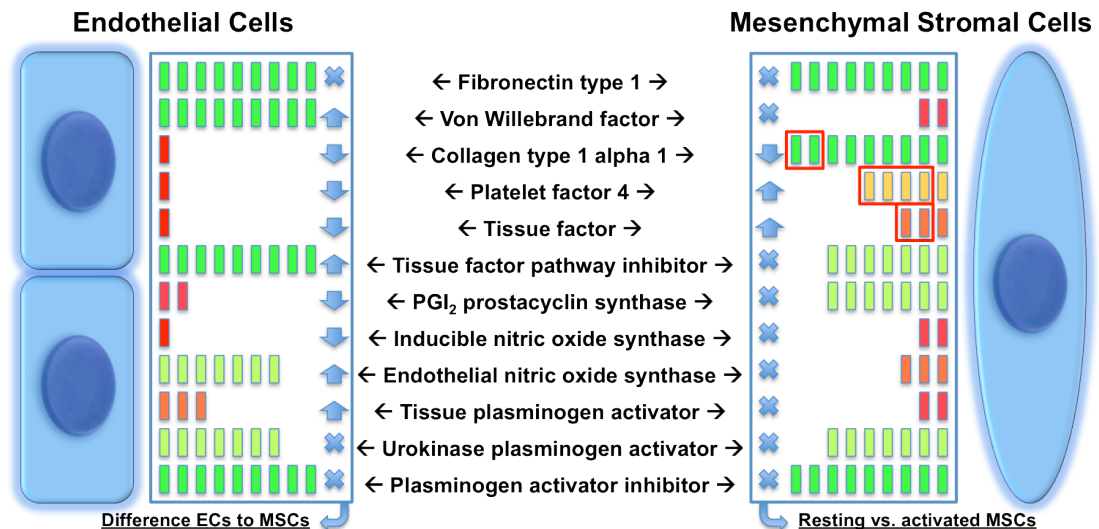 Endothelial Cells
Mesenchymal Stromal Cells
← Fibronectin type 1 →
← Von Willebrand factor →
← Collagen type 1 alpha 1 →
← Platelet factor 4 →
← Tissue factor →
← Tissue factor pathway inhibitor →
← PGI₂ prostacyclin synthase →
← Inducible nitric oxide synthase →
← Endothelial nitric oxide synthase →
← Tissue plasminogen activator →
← Urokinase plasminogen activator →
← Plasminogen activator inhibitor →
Difference ECs to MSCs
Resting vs. activated MSCs